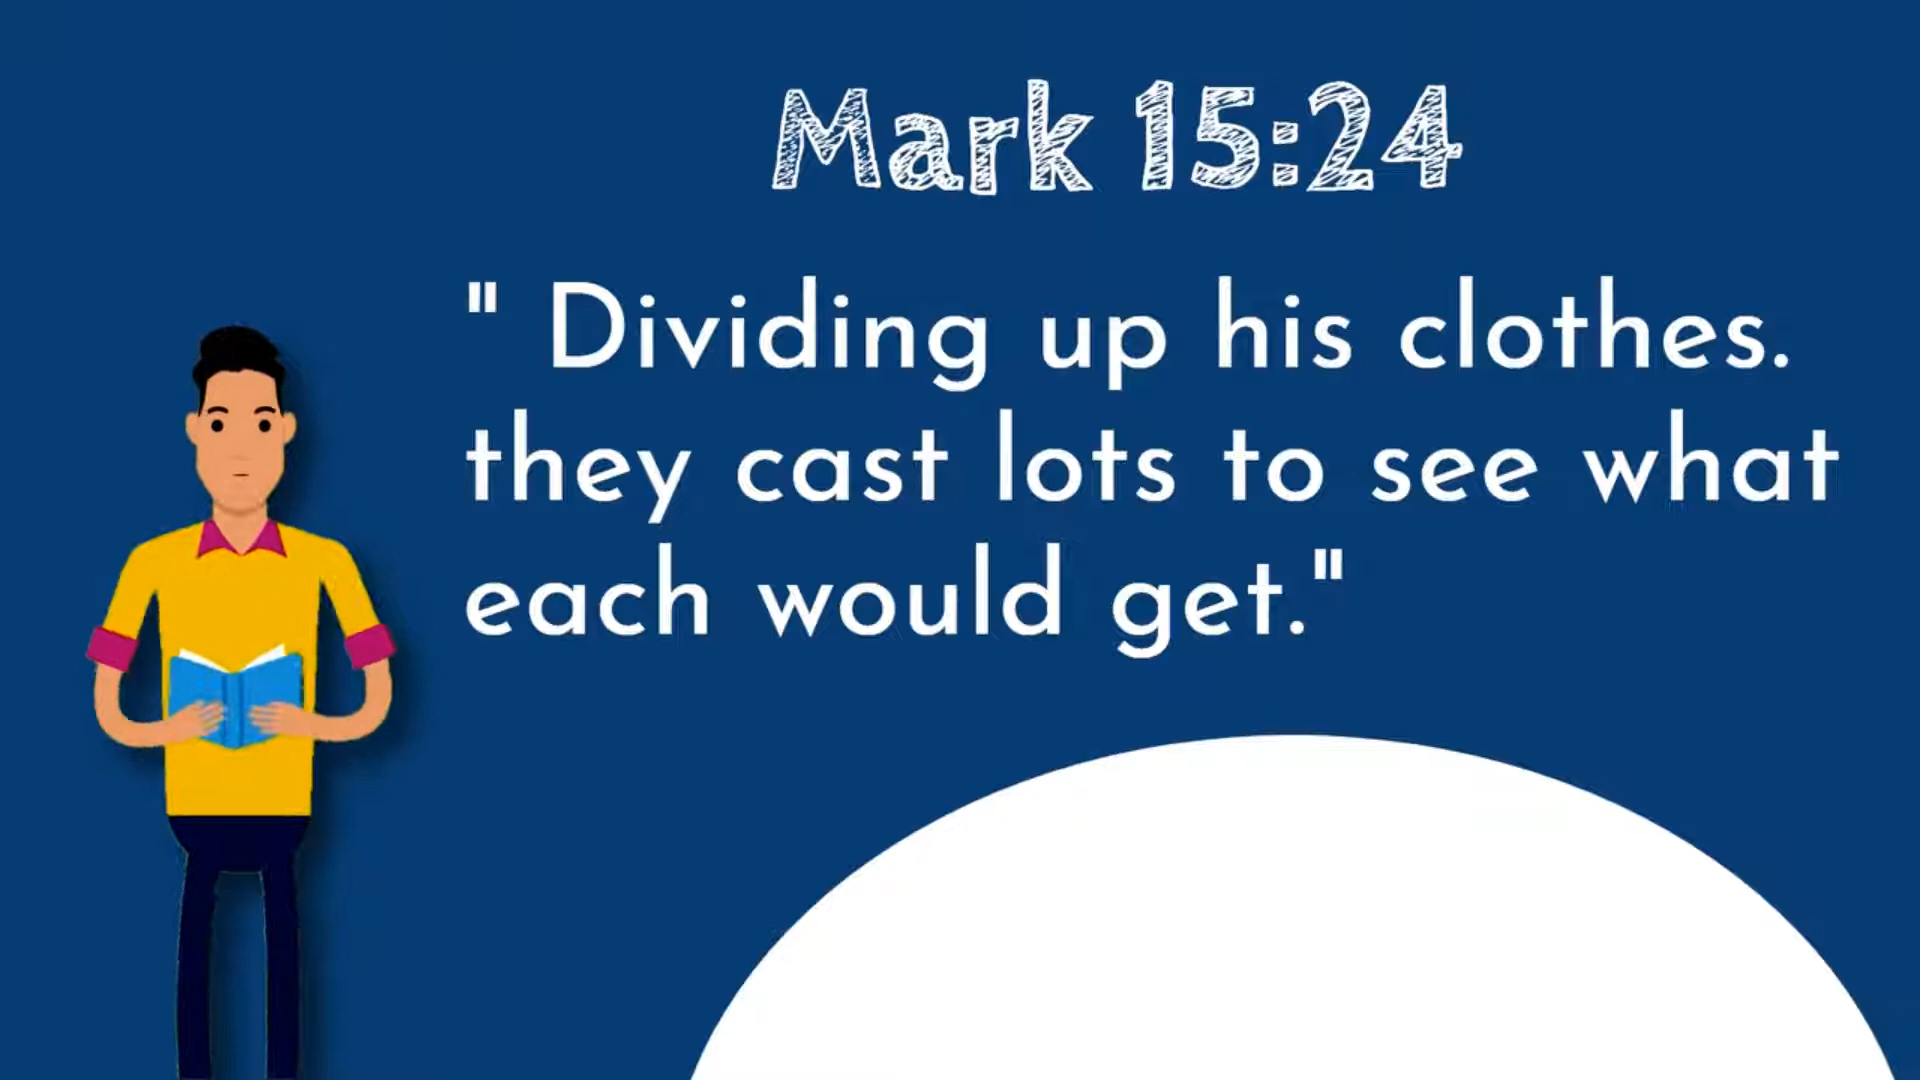 Mark 15:24
" Dividing up his clothes.
they cast lots to see what
each would get."